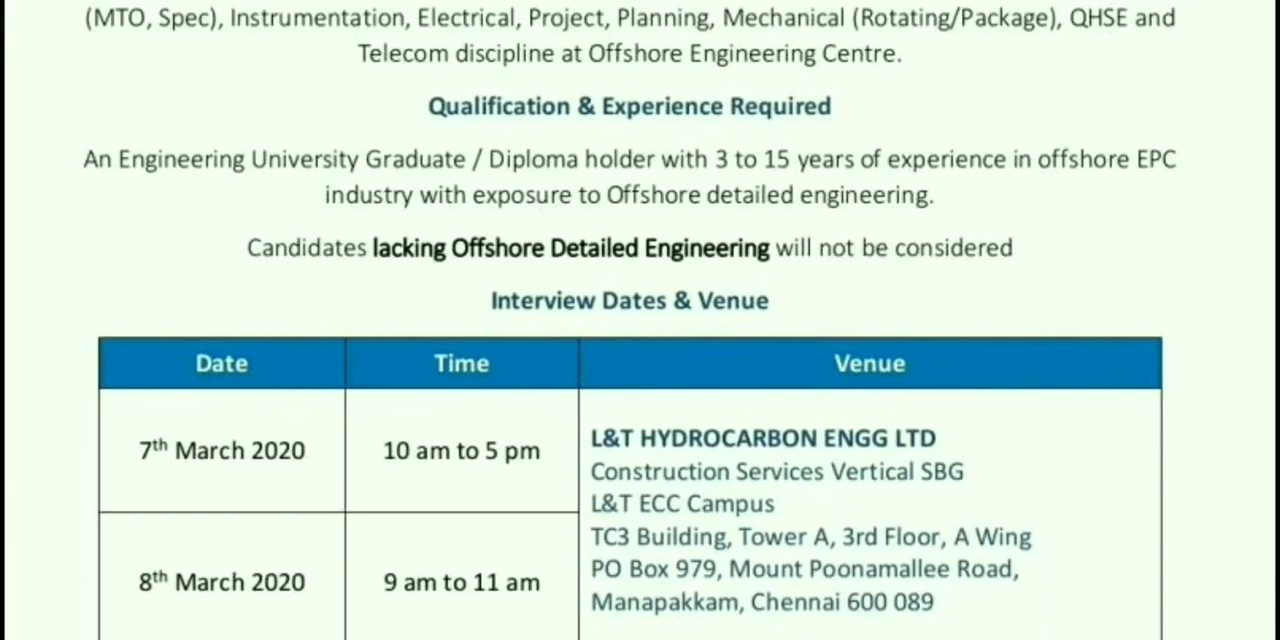 (MTO, Spec), Instrumentation, Electrical, Project, Planning, Mechanical (Rotating/Package), QHSE and
Telecom discipline at Offshore Engineering Centre.
Qualification & Experience Required
An Engineering University Graduate / Diploma holder with 3 to 15 years of experience in offshore EPC
industry with exposure to Offshore detailed engineering.
Candidates lacking Offshore Detailed Engineering will not be considered
Interview Dates & Venue
Date Time Venue
7th March 2020 10 am to 5 pm
8th March 2020 9 am to 11 am
L&T HYDROCARBON ENGG LTD
Construction Services Vertical SBG
L&T ECC Campus
TC3 Building, Tower A, 3rd Floor, A Wing
PO Box 979, Mount Poonamallee Road,
Manapakkam, Chennai 600 089